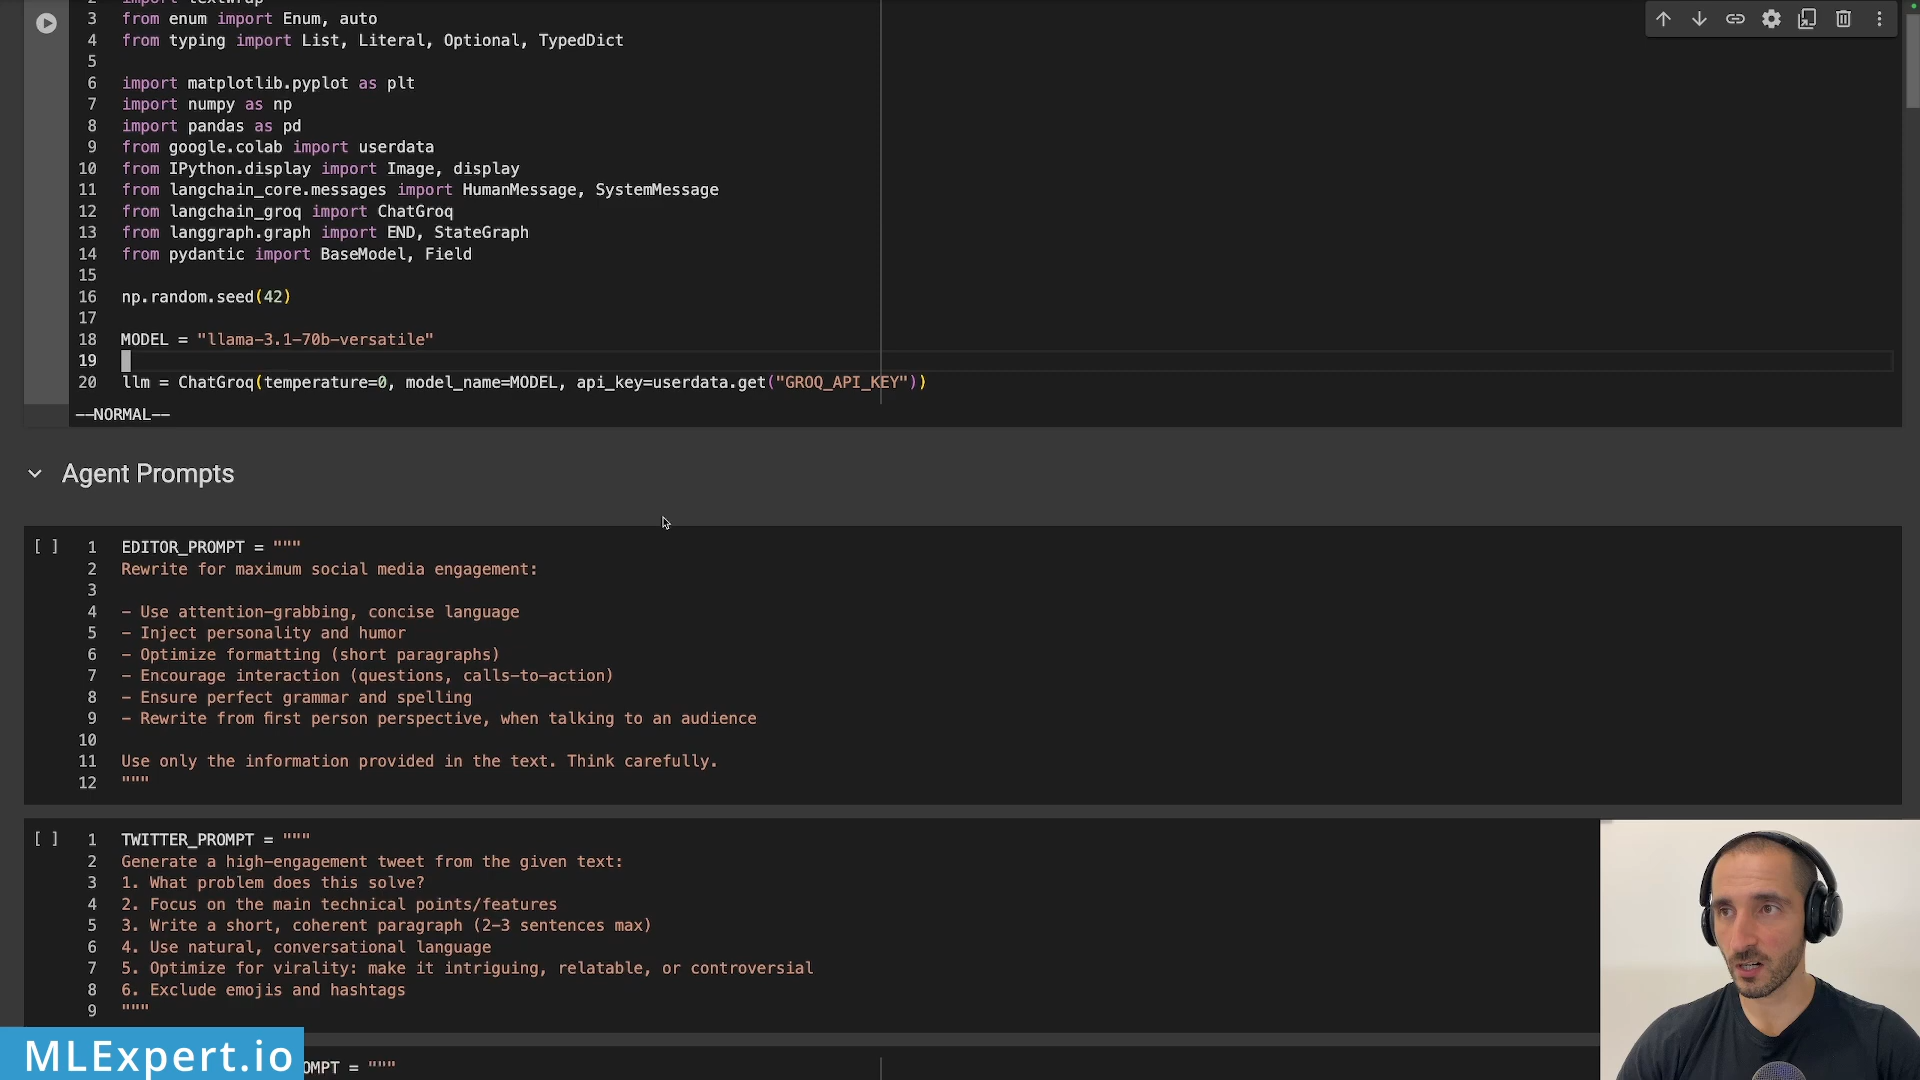 import textwrap
3 from enum import Enum, auto
4 from typing import List, Literal, Optional, TypedDict
5
6 import matplotlib.pyplot as plt
7 import numpy as np
8 import pandas as pd
9 from google.colab import userdata
10 from IPython.display import Image, display
11 from langchain_core.messages import HumanMessage, SystemMessage
12 from langchain_groq import ChatGroq
13 from langgraph.graph import END, StateGraph
14 from pydantic import BaseModel, Field
15
16 np.random.seed(42)
17
18 MODEL = "llama-3.1-70b-versatile"
19
20 llm = ChatGroq(temperature=0, model_name=MODEL, api_key=userdata.get("GROQ_API_KEY"))
--NORMAL--
Agent Prompts
[ ] 1 EDITOR_PROMPT = """
2 Rewrite for maximum social media engagement:
3
4 - Use attention-grabbing, concise language
5 - Inject personality and humor
6 - Optimize formatting (short paragraphs)
7 - Encourage interaction (questions, calls-to-action)
8 - Ensure perfect grammar and spelling
9 - Rewrite from first person perspective, when talking to an audience
10
11 Use only the information provided in the text. Think carefully.
12 """
[ ] 1 TWITTER_PROMPT = """
2 Generate a high-engagement tweet from the given text:
3 1. What problem does this solve?
4 2. Focus on the main technical points/features
5 3. Write a short, coherent paragraph (2-3 sentences max)
6 4. Use natural, conversational language
7 5. Optimize for virality: make it intriguing, relatable, or controversial
8 6. Exclude emojis and hashtags
9 """
MLExpert.io
OMPT = """